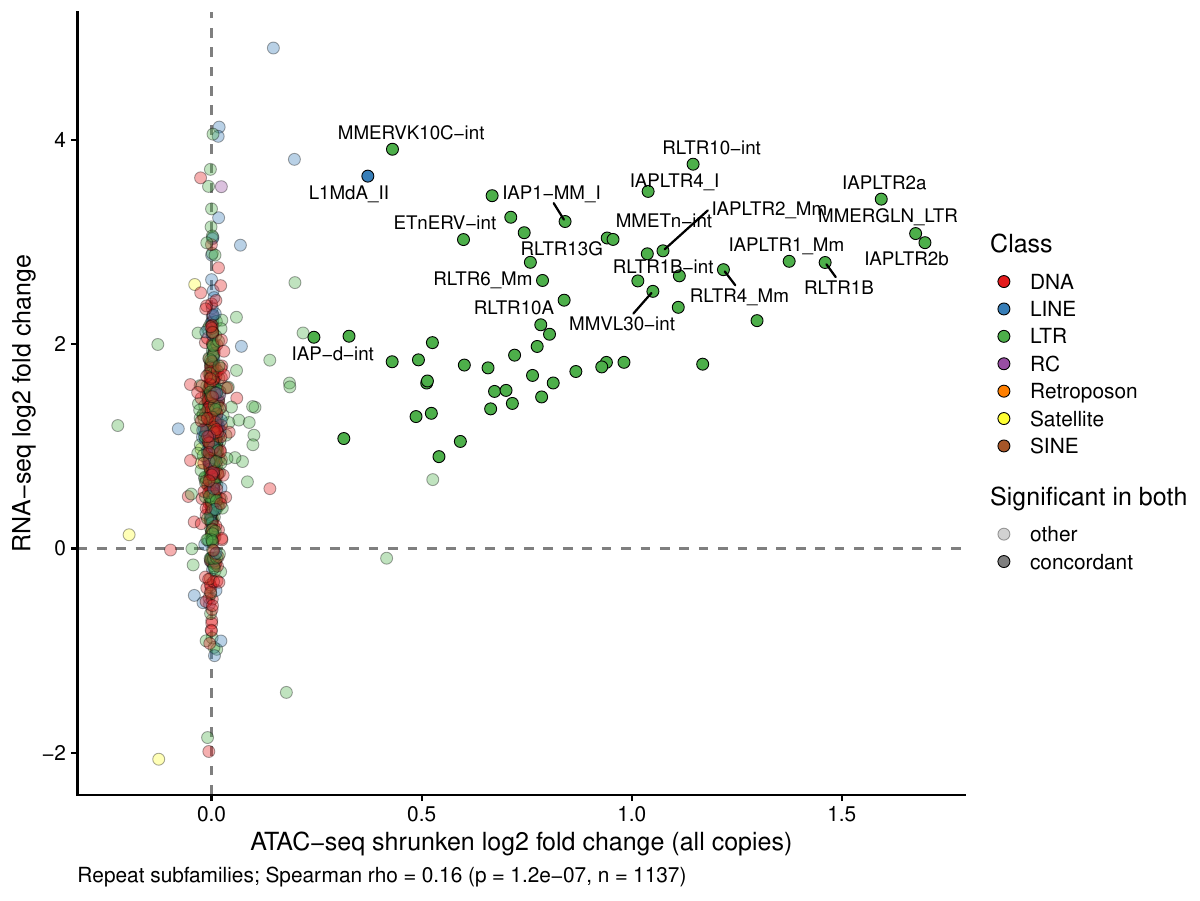 4
2
0
−2
0.0
0.5
1.0
1.5
RNA−seq log2 fold change
ATAC−seq shrunken log2 fold change (all copies)
Repeat subfamilies; Spearman rho = 0.16 (p = 1.2e−07, n = 1137)
MMERVK10C−int
RLTR10−int
L1MdA_II
IAP1−MM_I
IAPLTR4_I
IAPLTR2a
ETnERV−int
MMETn−int
IAPLTR2_Mm
MMERGLN_LTR
RLTR13G
IAPLTR1_Mm
IAPLTR2b
RLTR6_Mm
RLTR1B−int
RLTR1B
RLTR10A
RLTR4_Mm
MMVL30−int
IAP−d−int
Class
DNA
LINE
LTR
RC
Retroposon
Satellite
SINE
Significant in both
other
concordant